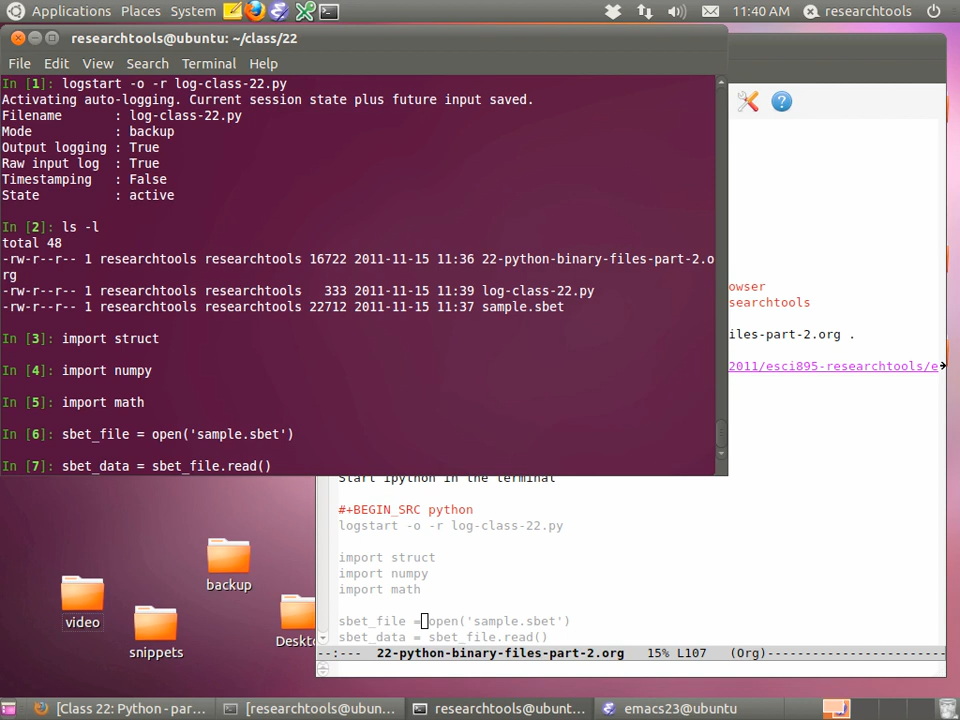 Applications Places System 11:40 AM researchtools
researchtools@ubuntu: ~/class/22
File Edit View Search Terminal Help
In [1]: logstart -o -r log-class-22.py
Activating auto-logging. Current session state plus future input saved.
Filename       : log-class-22.py
Mode           : backup
Output logging : True
Raw input log  : True
Timestamping   : False
State          : active
In [2]: ls -l
total 48
-rw-r--r-- 1 researchtools researchtools 16722 2011-11-15 11:36 22-python-binary-files-part-2.o
rg
-rw-r--r-- 1 researchtools researchtools   333 2011-11-15 11:39 log-class-22.py
-rw-r--r-- 1 researchtools researchtools 22712 2011-11-15 11:37 sample.sbet
In [3]: import struct
In [4]: import numpy
In [5]: import math
In [6]: sbet_file = open('sample.sbet')
In [7]: sbet_data = sbet_file.read()
owser
searchtools
iles-part-2.org .
2011/esci895-researchtools/e
Start ipython in the terminal
#+BEGIN_SRC python
logstart -o -r log-class-22.py
import struct
import numpy
import math
sbet_file = open('sample.sbet')
sbet_data = sbet_file.read()
--:--- 22-python-binary-files-part-2.org 15% L107 (Org)--------------------
backup
video
snippets
Deskto
[Class 22: Python - par... [researchtools@ubun... researchtools@ubunt... emacs23@ubuntu